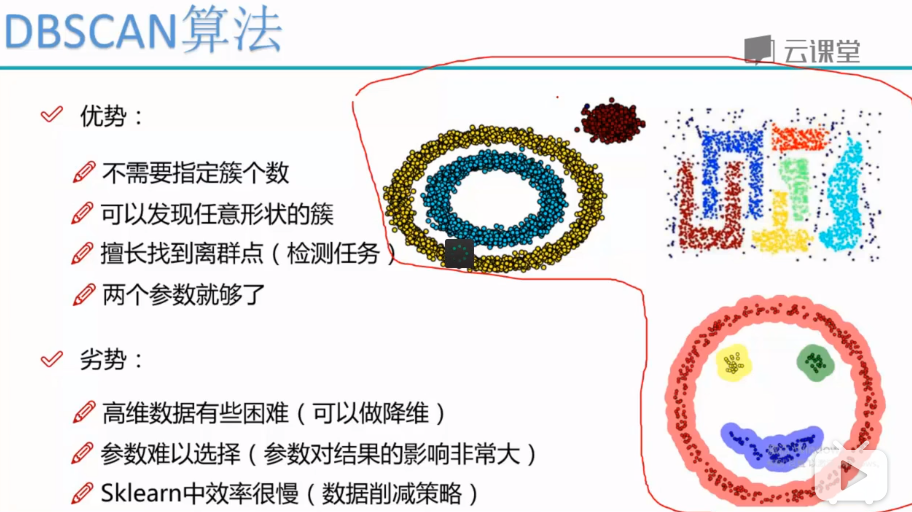 DBSCAN算法
云课堂
优势：
不需要指定簇个数
可以发现任意形状的簇
擅长找到离群点（检测任务）
两个参数就够了
劣势：
高维数据有些困难（可以做降维）
参数难以选择（参数对结果的影响非常大）
Sklearn中效率很慢（数据削减策略）